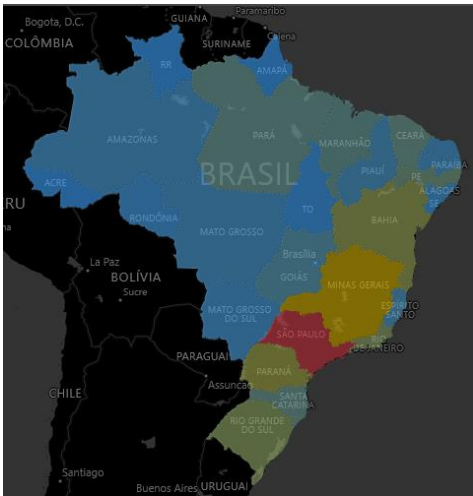 Paramaribo
GUIANA
Bogota, D.C.
Caiena
COLÔMBIA
SURINAME
RR
AMAPÁ
AMAZONAS
PARÁ
MARANHÃO
CEARÁ
BRASIL
PIAUÍ
PARAÍBA
PE
ACRE
ALAGOAS
RU
TO
SE
RONDÔNIA
BAHIA
MATO GROSSO
Brasília
La Paz
GOIÁS
BOLÍVIA
MINAS GERAIS
Sucre
ESPÍRITO
SANTO
MATO GROSSO
DO SUL
SÃO PAULO
RIO
DE JANEIRO
PARAGUAI
PARANÁ
Assunção
CHILE
SANTA
CATARINA
RIO GRANDE
DO SUL
Santiago
Buenos Aires
URUGUAI